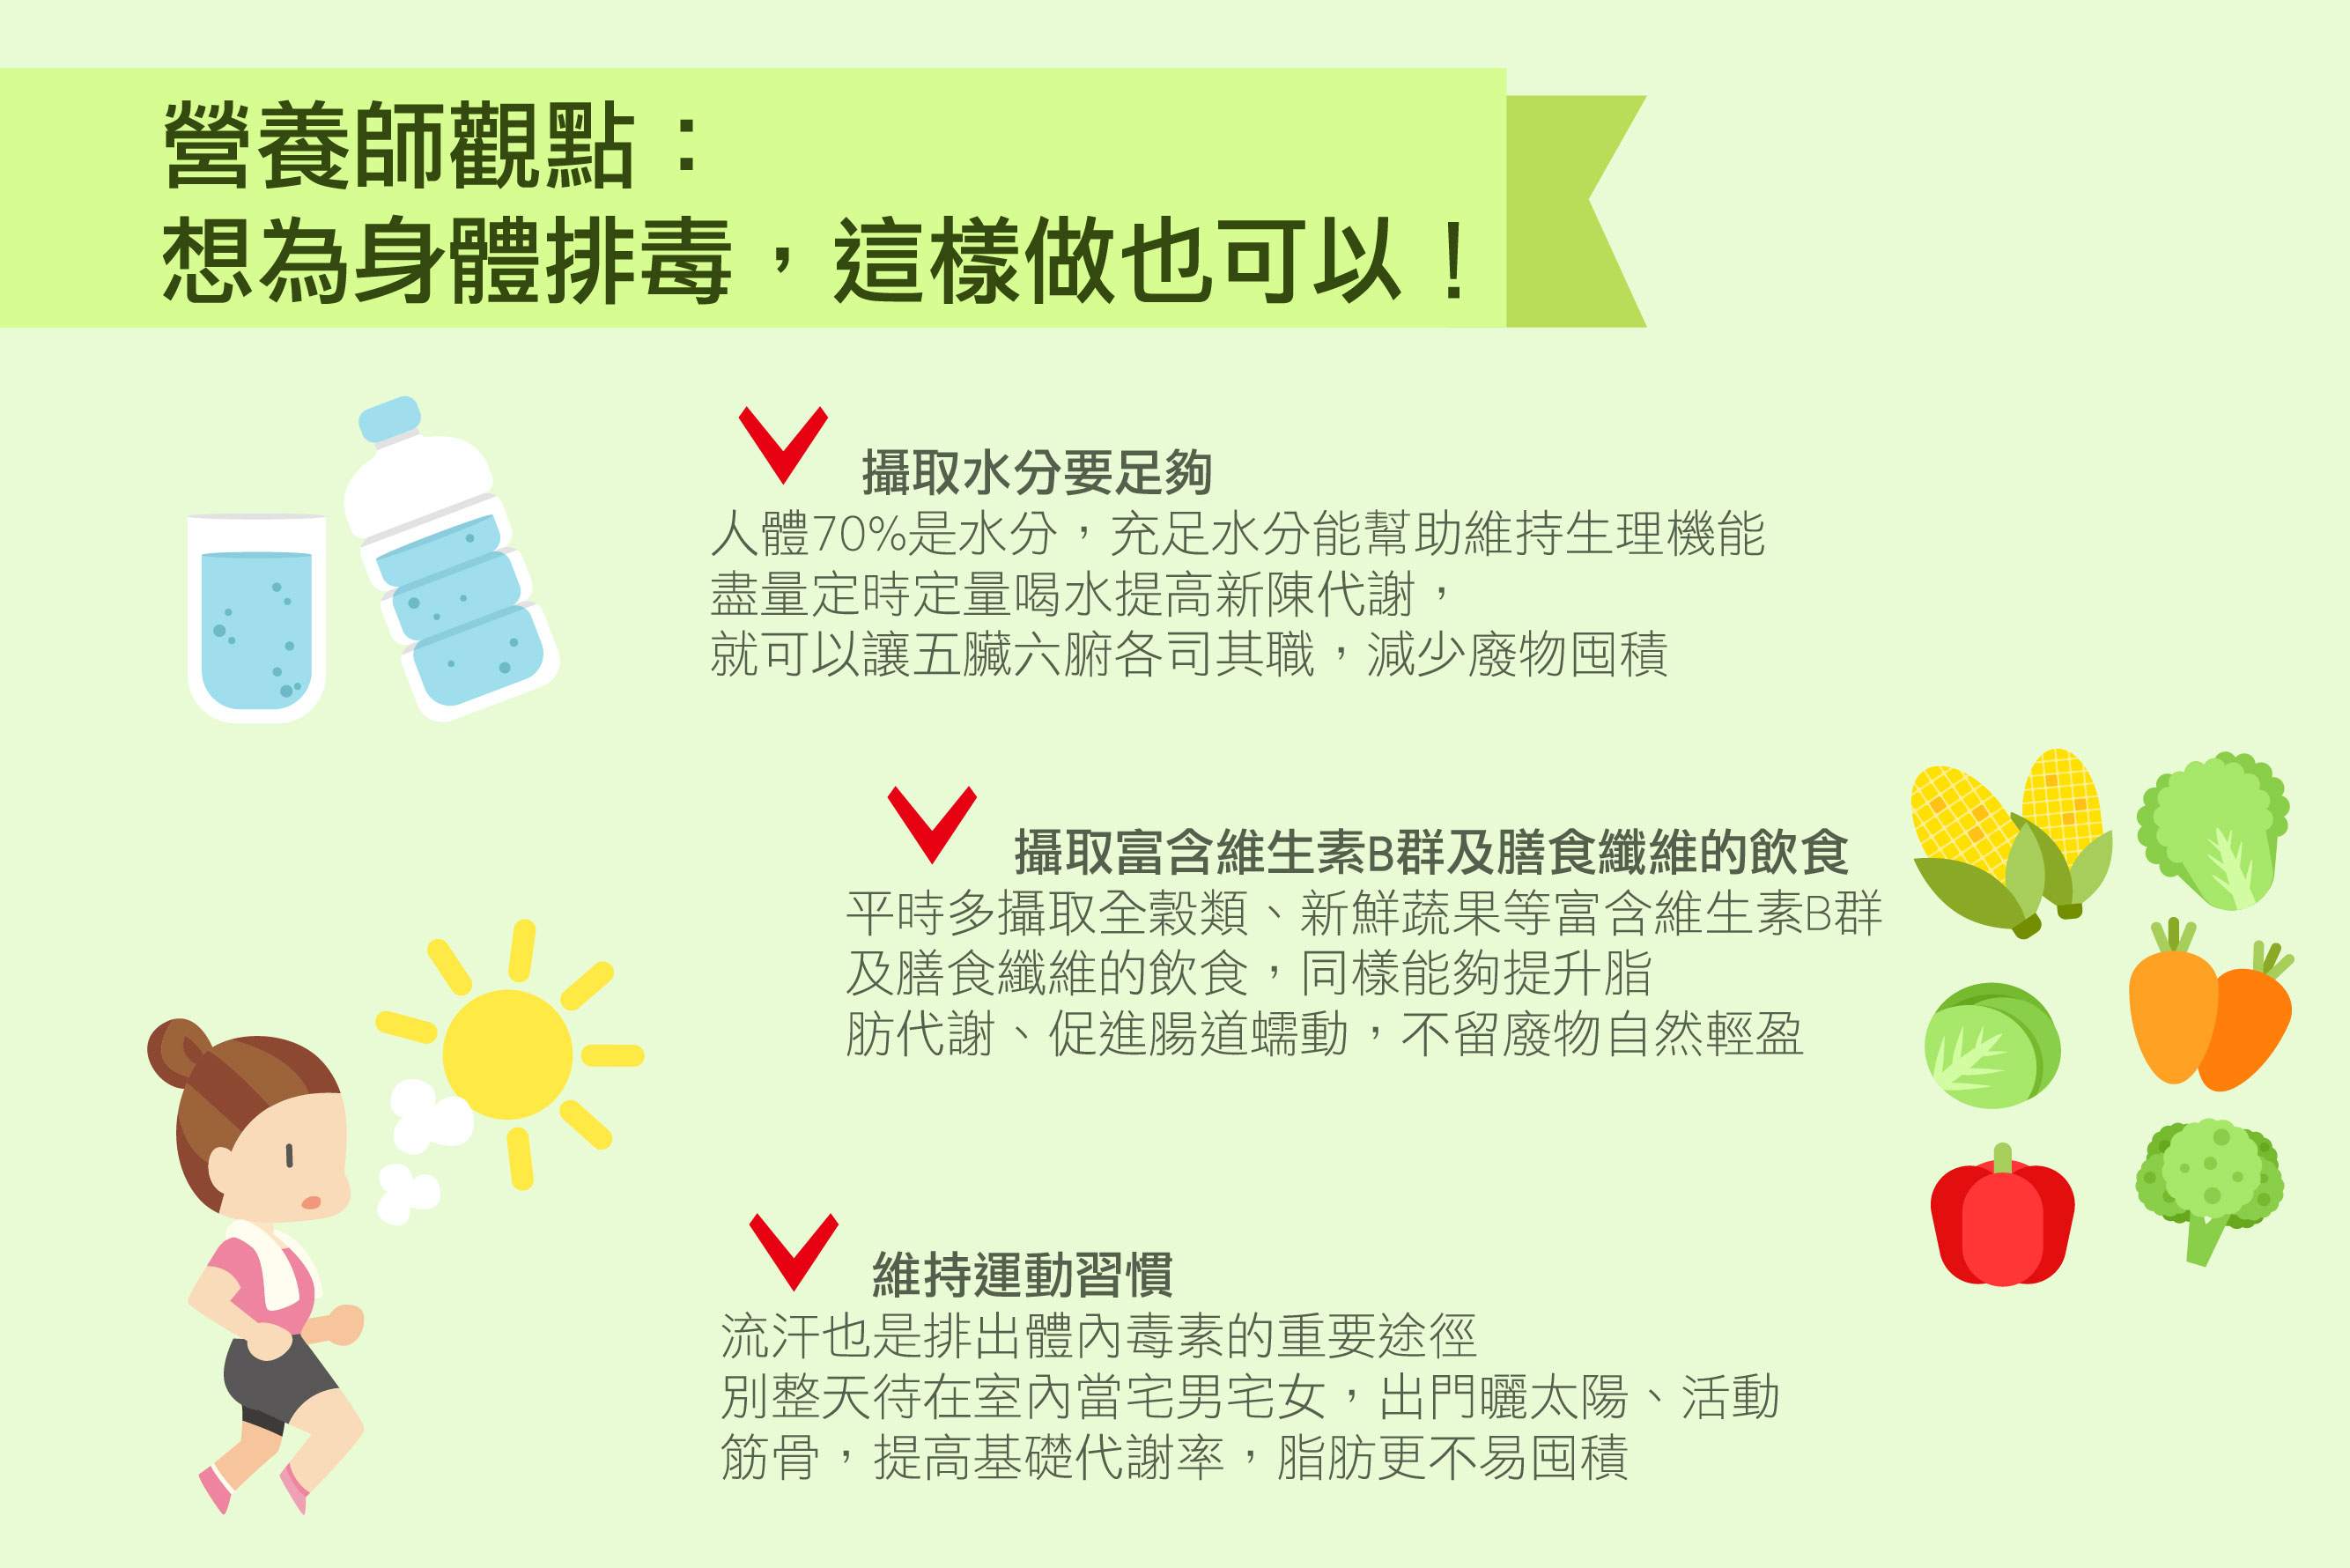 營養師觀點：
想為身體排毒，這樣做也可以！
攝取水分要足夠
人體70%是水分，充足水分能幫助維持生理機能
盡量定時定量喝水提高新陳代謝，
就可以讓五臟六腑各司其職，減少廢物囤積
攝取富含維生素B群及膳食纖維的飲食
平時多攝取全穀類、新鮮蔬果等富含維生素B群
及膳食纖維的飲食，同樣能夠提升脂
肪代謝、促進腸道蠕動，不留廢物自然輕盈
維持運動習慣
流汗也是排出體內毒素的重要途徑
別整天待在室內當宅男宅女，出門曬太陽、活動
筋骨，提高基礎代謝率，脂肪更不易囤積